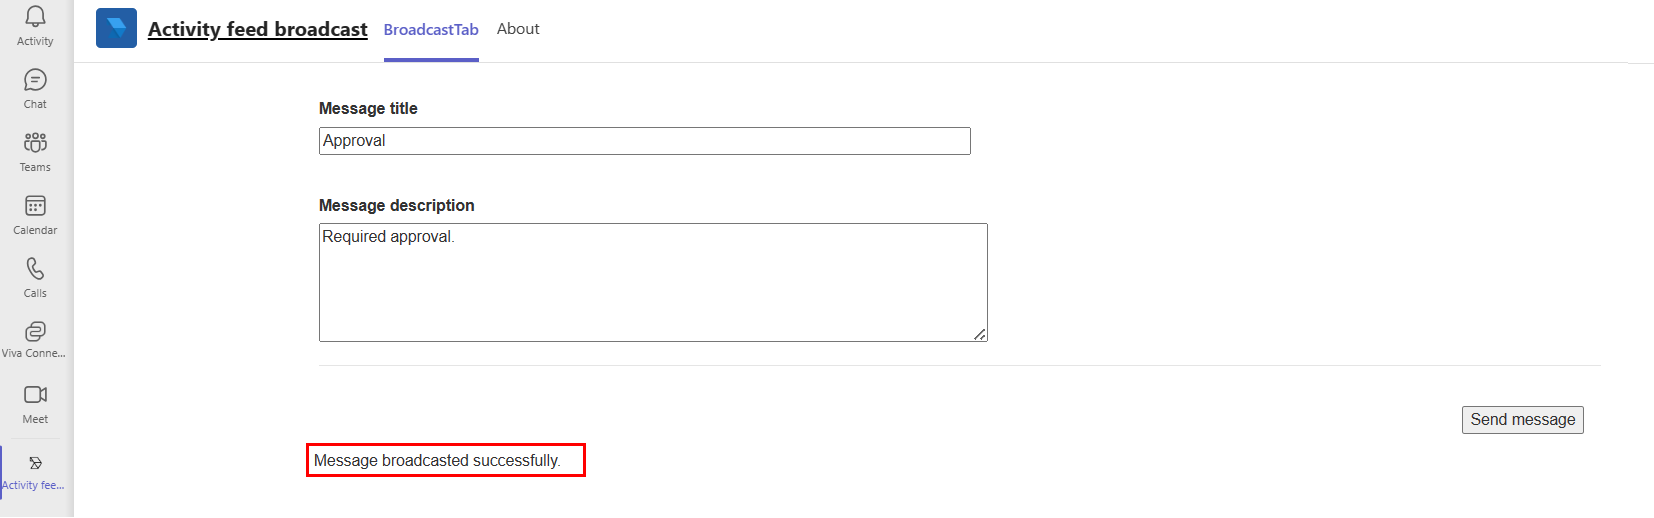 Activity
Chat
Teams
Calendar
Calls
Viva Conne...
Meet
Activity fee...
Activity feed broadcast BroadcastTab About
Message title
Approval
Message description
Required approval.
Send message
Message broadcasted successfully.